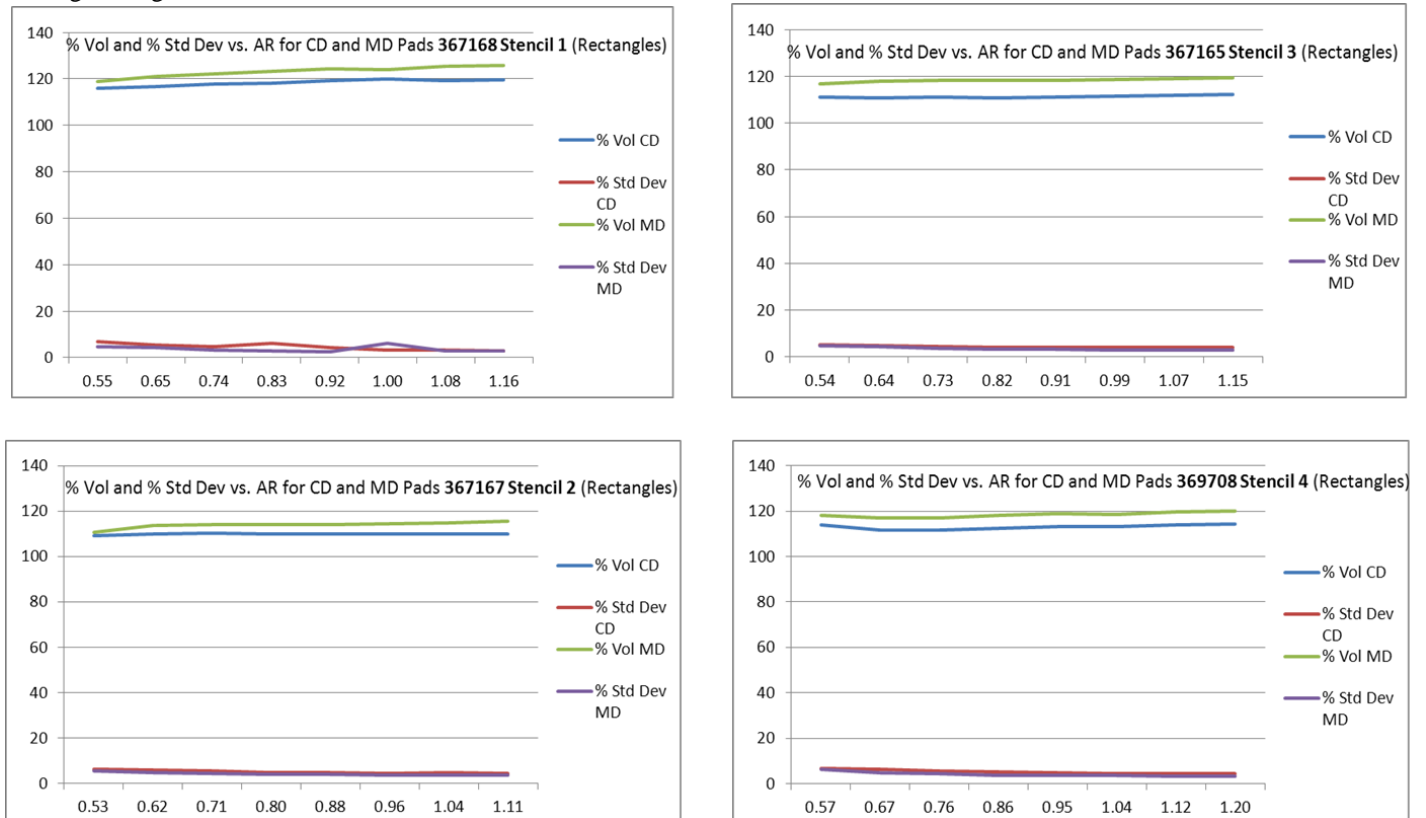 % Vol and % Std Dev vs. AR for CD and MD Pads 367168 Stencil 1 (Rectangles)
140
120
100
80
60
40
20
0
0.55 0.65 0.74 0.83 0.92 1.00 1.08 1.16
% Vol CD
% Std Dev
CD
% Vol MD
% Std Dev
MD
% Vol and % Std Dev vs. AR for CD and MD Pads 367165 Stencil 3 (Rectangles)
140
120
100
80
60
40
20
0
0.54 0.64 0.73 0.82 0.91 0.99 1.07 1.15
% Vol CD
% Std Dev
CD
% Vol MD
% Std Dev
MD
% Vol and % Std Dev vs. AR for CD and MD Pads 367167 Stencil 2 (Rectangles)
140
120
100
80
60
40
20
0
0.53 0.62 0.71 0.80 0.88 0.96 1.04 1.11
% Vol CD
% Std Dev
CD
% Vol MD
% Std Dev
MD
% Vol and % Std Dev vs. AR for CD and MD Pads 369708 Stencil 4 (Rectangles)
140
120
100
80
60
40
20
0
0.57 0.67 0.76 0.86 0.95 1.04 1.12 1.20
% Vol CD
% Std Dev
CD
% Vol MD
% Std Dev
MD